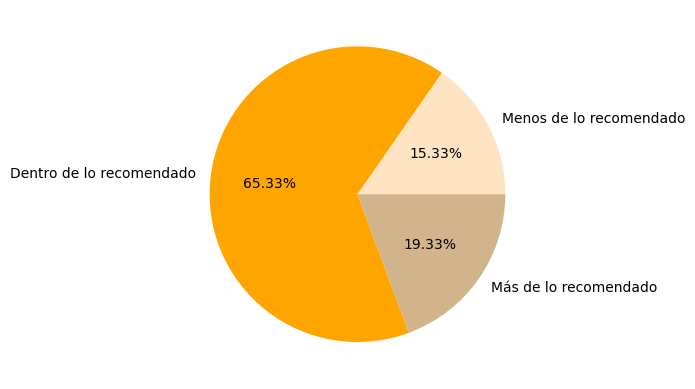 Menos de lo recomendado
15.33%
Dentro de lo recomendado
65.33%
19.33%
Más de lo recomendado